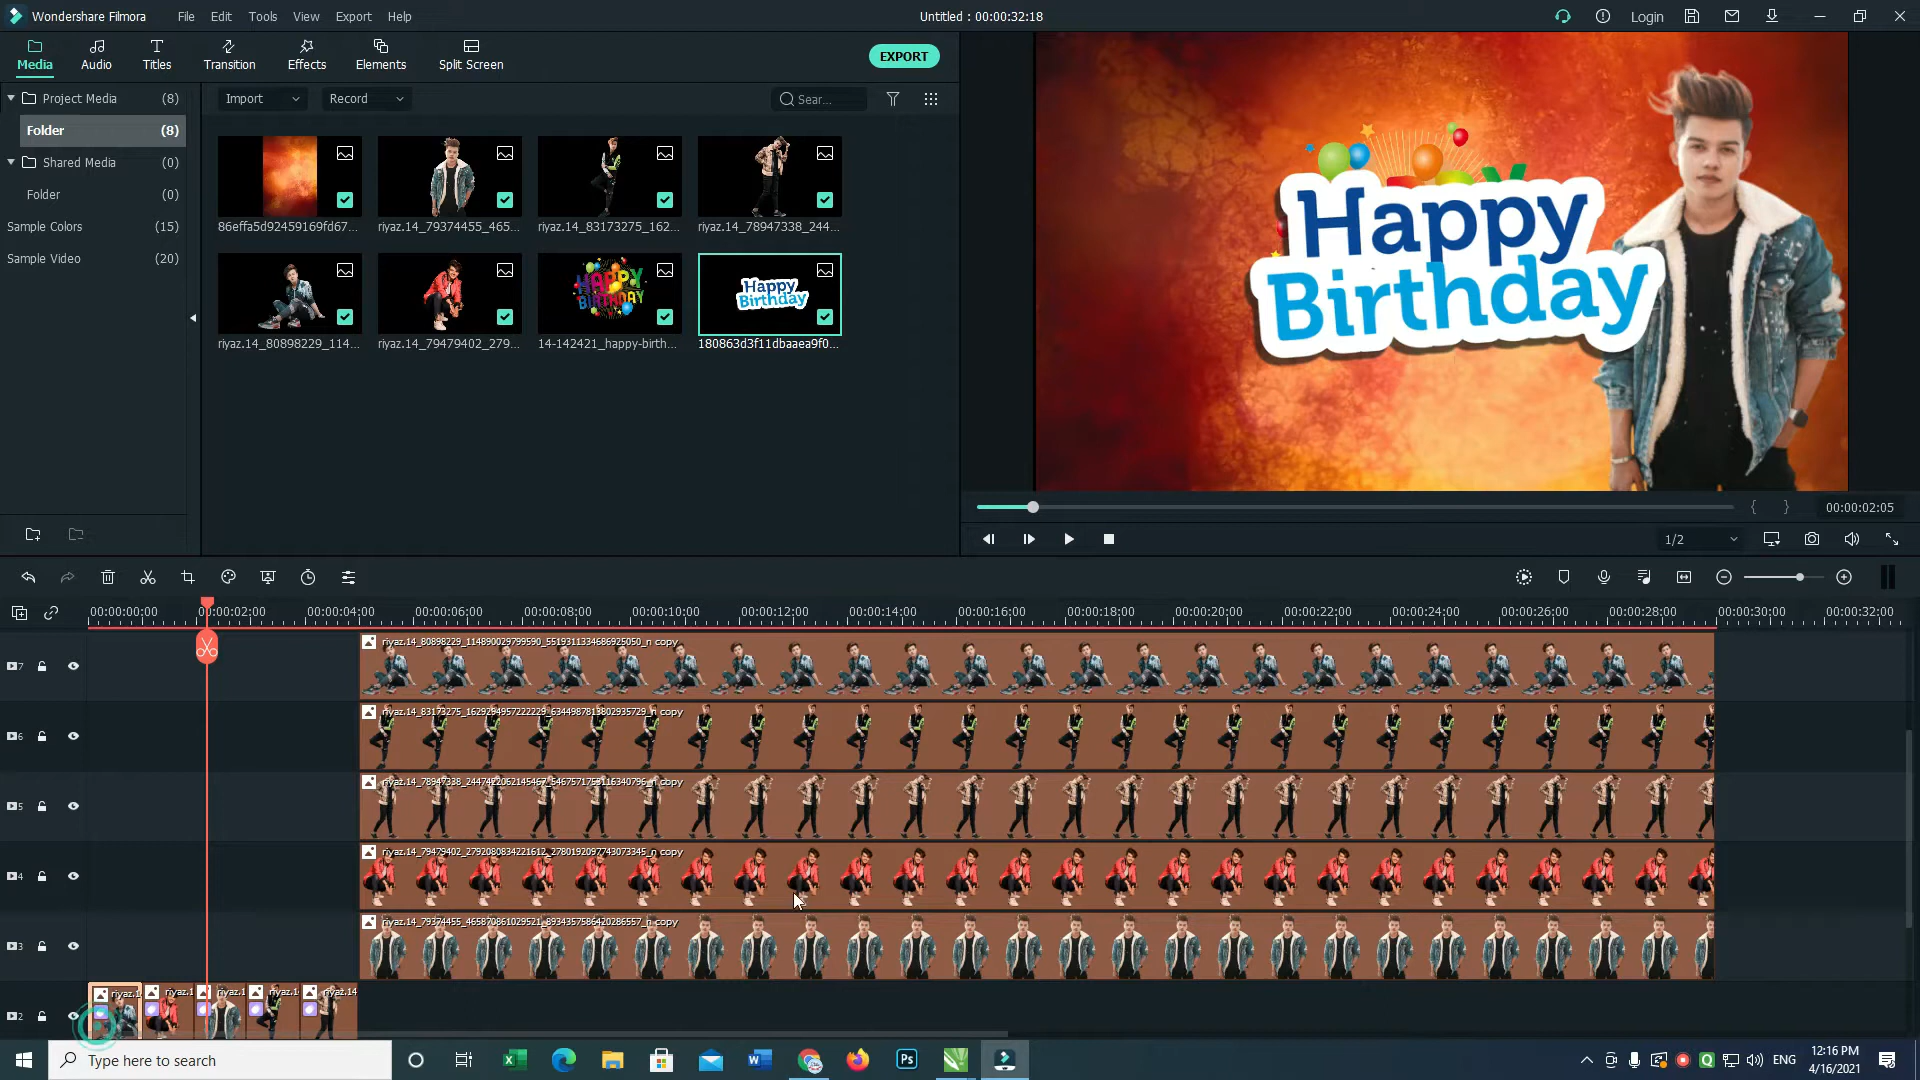 Wondershare Filmora
File
Edit
Tools
View
Export
Help
Untitled : 00:00:32:18
Login
Media
Audio
Titles
Transition
Effects
Elements
Split Screen
EXPORT
Project Media (8)
Folder (8)
Shared Media (0)
Folder (0)
Sample Colors (15)
Sample Video (20)
Import
Record
Sear...
86effa5d92459169fd67...
riyaz.14_79374455_465...
riyaz.14_83173275_162...
riyaz.14_78947338_244...
riyaz.14_80898229_114...
riyaz.14_79479402_279...
14-142421_happy-birth...
180863d3f11dbaaea9f0...
HAPPY
BIRTHDAY
Happy
Birthday
Happy
Birthday
{ }
00:00:02:05
1/2
00:00:00:00
00:00:02:00
00:00:04:00
00:00:06:00
00:00:08:00
00:00:10:00
00:00:12:00
00:00:14:00
00:00:16:00
00:00:18:00
00:00:20:00
00:00:22:00
00:00:24:00
00:00:26:00
00:00:28:00
00:00:30:00
00:00:32:00
7
riyaz.14_80898229_114890029799590_5519311334686925050_n copy
6
riyaz.14_83173275_1629294957222229_6344987813802935729_n copy
5
riyaz.14_78947338_2447422062145467_5467571753116340796_n copy
4
riyaz.14_79479402_2792080834221612_2780192097743073345_n copy
3
riyaz.14_79374455_465870861029521_8934357586420286557_n copy
2
riyaz.1
riyaz.1
riyaz.1
riyaz.1
riyaz.14
Type here to search
Ps
ENG
12:16 PM
4/16/2021